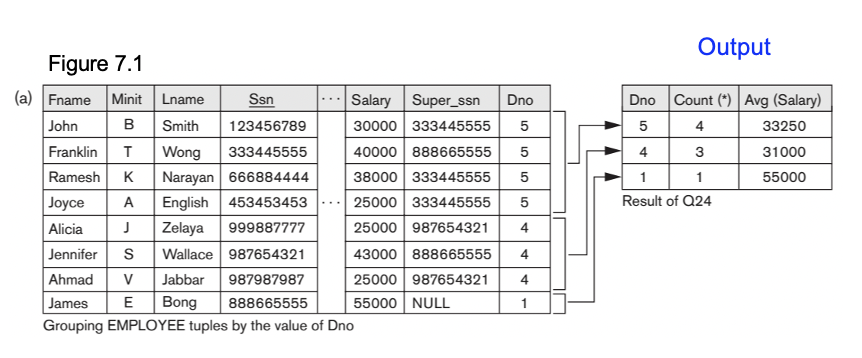 Output
Figure 7.1
(a) Fname Minit Lname Ssn ... Salary Super_ssn Dno Dno Count (*) Avg (Salary)
John B Smith 123456789 30000 333445555 5 5 4 33250
Franklin T Wong 333445555 40000 888665555 5 4 3 31000
Ramesh K Narayan 666884444 38000 333445555 5 1 1 55000
Joyce A English 453453453 ... 25000 333445555 5 Result of Q24
Alicia J Zelaya 999887777 25000 987654321 4
Jennifer S Wallace 987654321 43000 888665555 4
Ahmad V Jabbar 987987987 25000 987654321 4
James E Bong 888665555 55000 NULL 1
Grouping EMPLOYEE tuples by the value of Dno